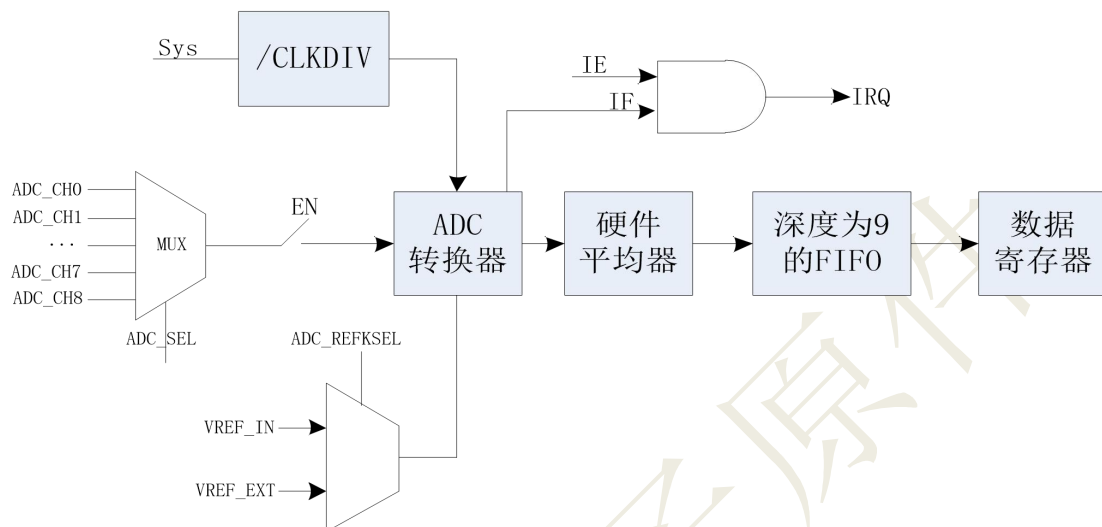 Sys
/CLKDIV
IE
IF
IRQ
ADC_CH0
ADC_CH1
...
ADC_CH7
ADC_CH8
MUX
ADC_SEL
EN
ADC
转换器
硬件
平均器
深度为9
的FIFO
数据
寄存器
ADC_REFKSEL
VREF_IN
VREF_EXT
原件